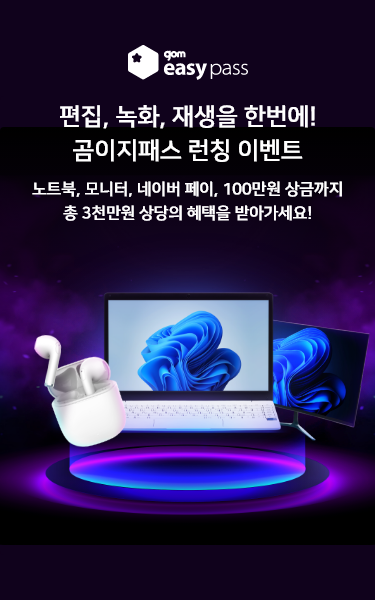 gom
easy pass
편집, 녹화, 재생을 한번에!
곰이지패스 런칭 이벤트
노트북, 모니터, 네이버 페이, 100만원 상금까지
총 3천만원 상당의 혜택을 받아가세요!